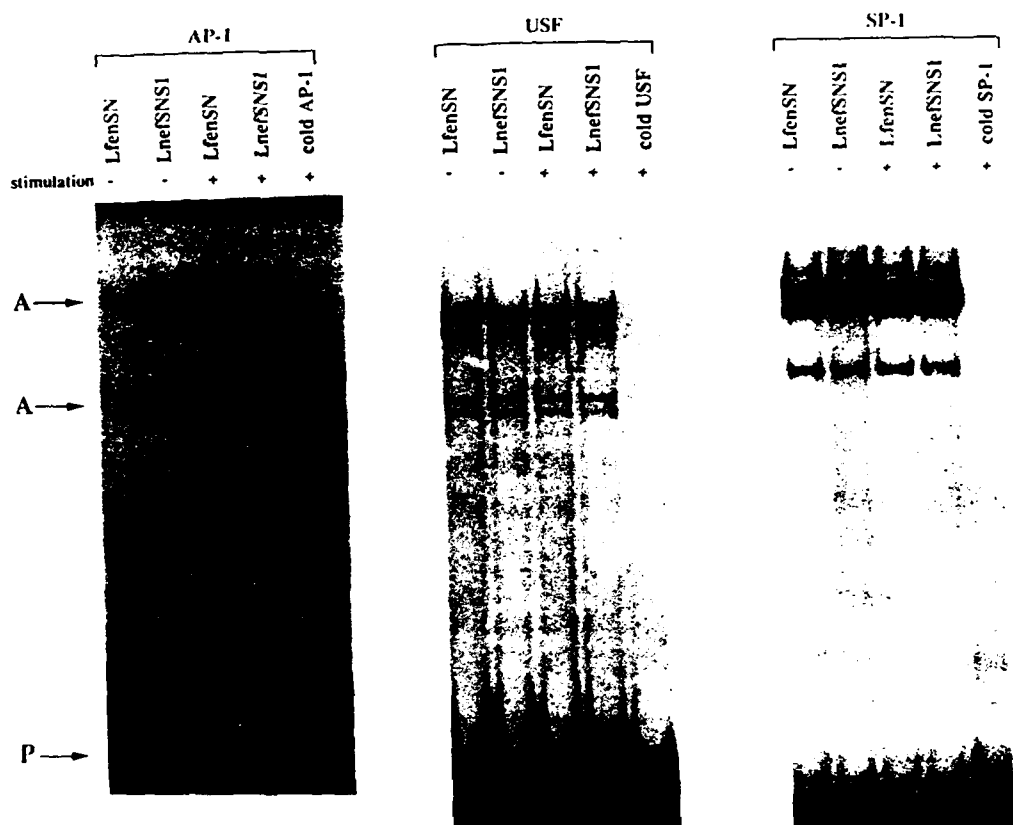 AP-1
USF
SP-1
LfenSN
LnefSNS1
LfenSN
LnefSNS1
cold AP-1
LfenSN
LnefSNS1
LfenSN
LnefSNS1
cold USF
LfenSN
LnefSNS1
LfenSN
LnefSNS1
cold SP-1
stimulation - - + + +
- - + + +
- - + + +
A
A
P